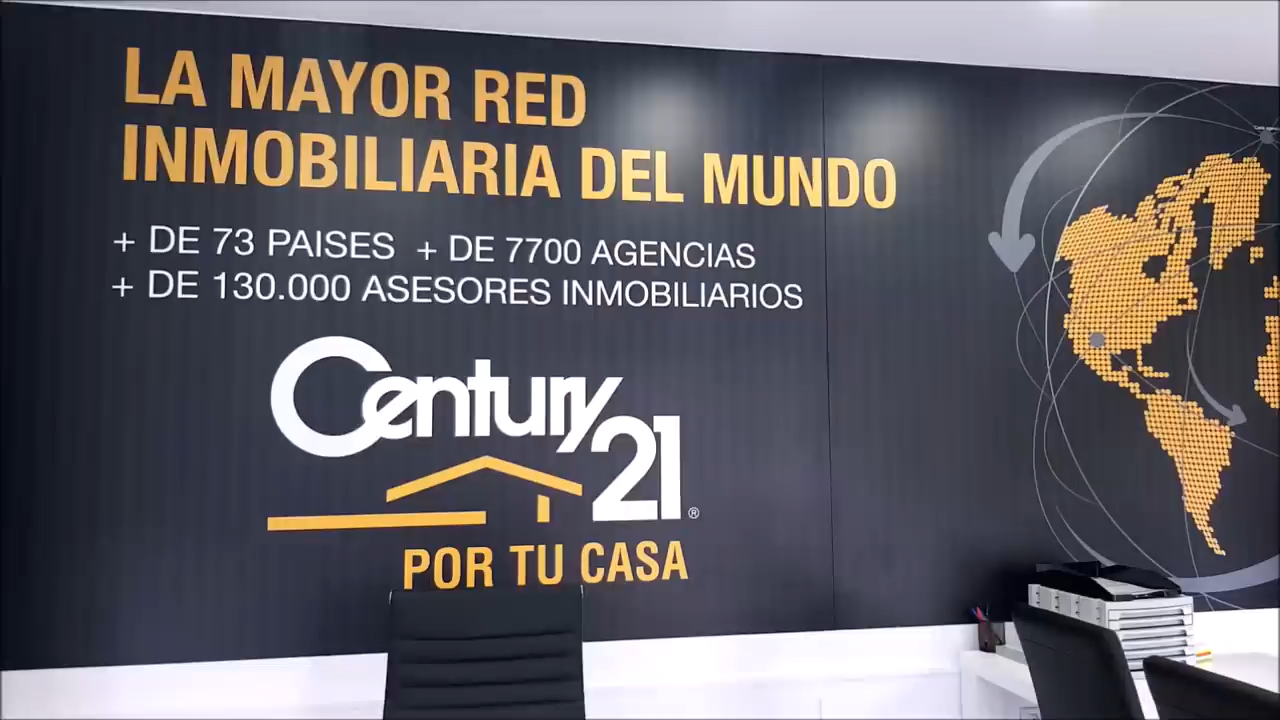 LA MAYOR RED
INMOBILIARIA DEL MUNDO
+ DE 73 PAISES + DE 7700 AGENCIAS
+ DE 130.000 ASESORES INMOBILIARIOS
Century
21®
POR TU CASA